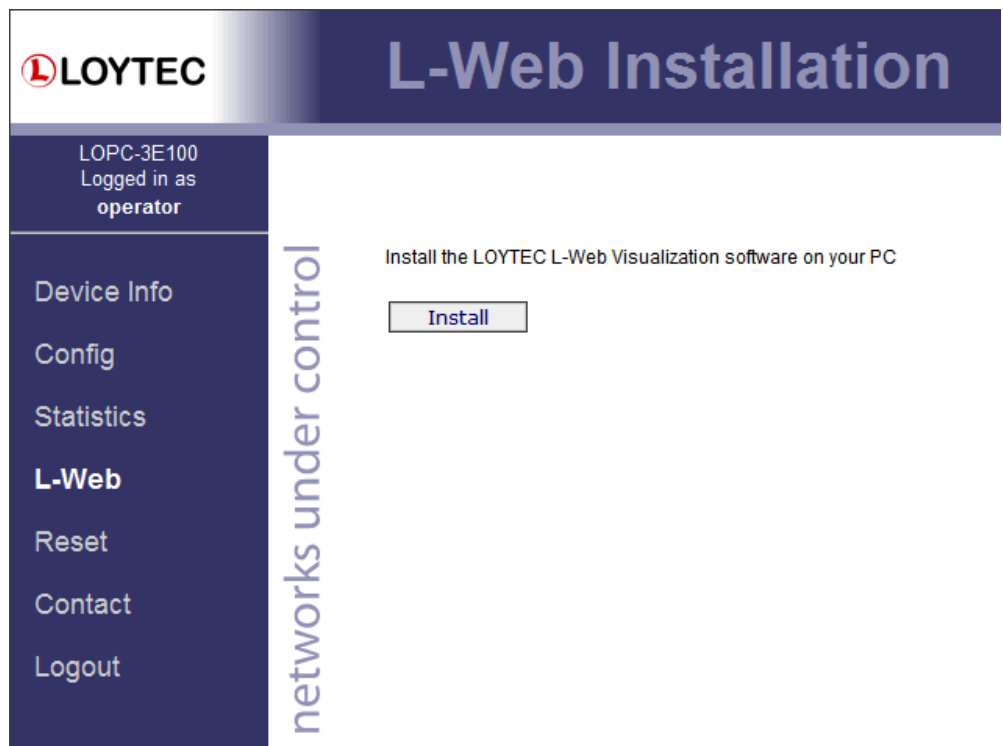 LOYTEC
L-Web Installation
LOPC-3E100
Logged in as
operator
Device Info
Config
Statistics
L-Web
Reset
Contact
Logout
networks under control
Install the LOYTEC L-Web Visualization software on your PC
Install